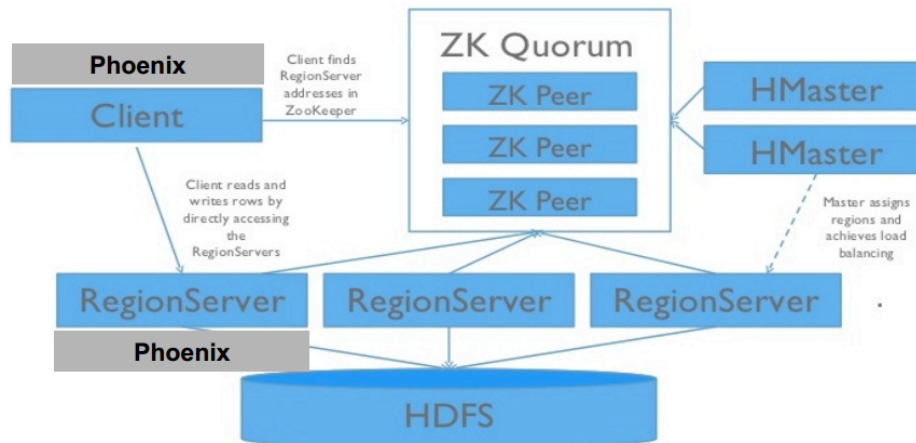 Phoenix
Client
Client finds
RegionServer
addresses in
ZooKeeper
ZK Quorum
ZK Peer
ZK Peer
ZK Peer
HMaster
HMaster
Client reads and
writes rows by
directly accessing
the
RegionServers
Master assigns
regions and
achieves load
balancing
RegionServer
RegionServer
RegionServer
Phoenix
HDFS